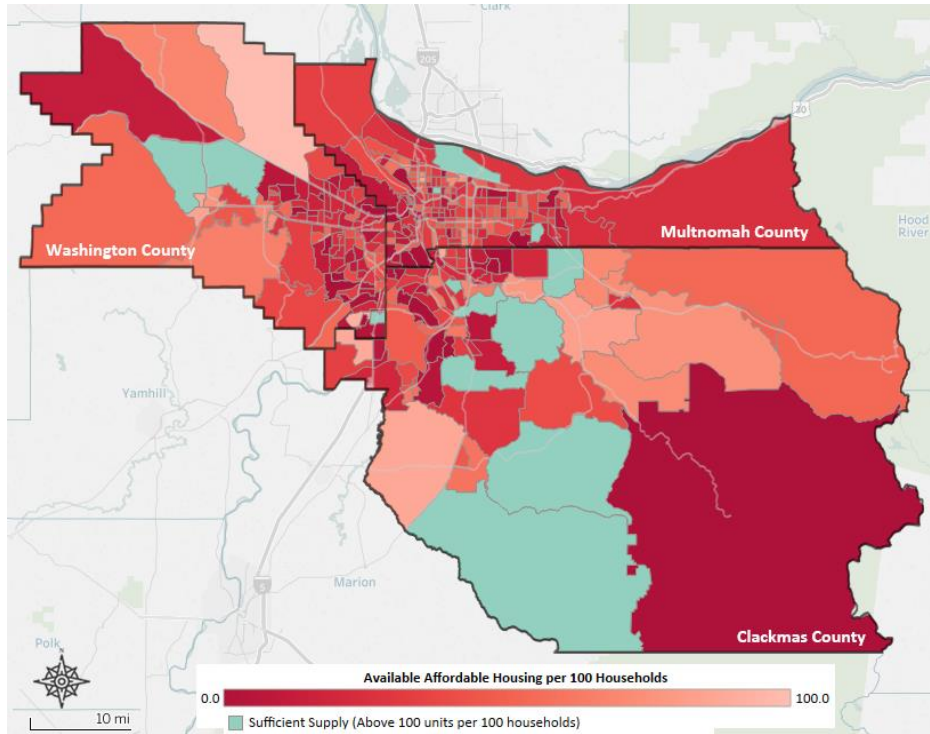 Clark
205
30
Hood
River
Multnomah County
Washington County
Yamhill
Marion
5
Polk
Clackmas County
N
10 mi
Available Affordable Housing per 100 Households
0.0
100.0
Sufficient Supply (Above 100 units per 100 households)